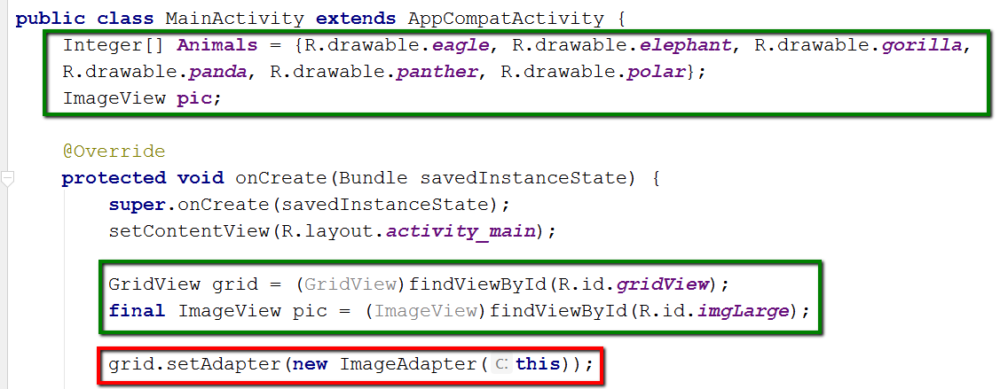 public class MainActivity extends AppCompatActivity {
Integer[] Animals = {R.drawable.eagle, R.drawable.elephant, R.drawable.gorilla,
R.drawable.panda, R.drawable.panther, R.drawable.polar};
ImageView pic;
@Override
protected void onCreate(Bundle savedInstanceState) {
super.onCreate(savedInstanceState);
setContentView(R.layout.activity_main);
GridView grid = (GridView)findViewById(R.id.gridView);
final ImageView pic = (ImageView)findViewById(R.id.imgLarge);
grid.setAdapter(new ImageAdapter( C: this));